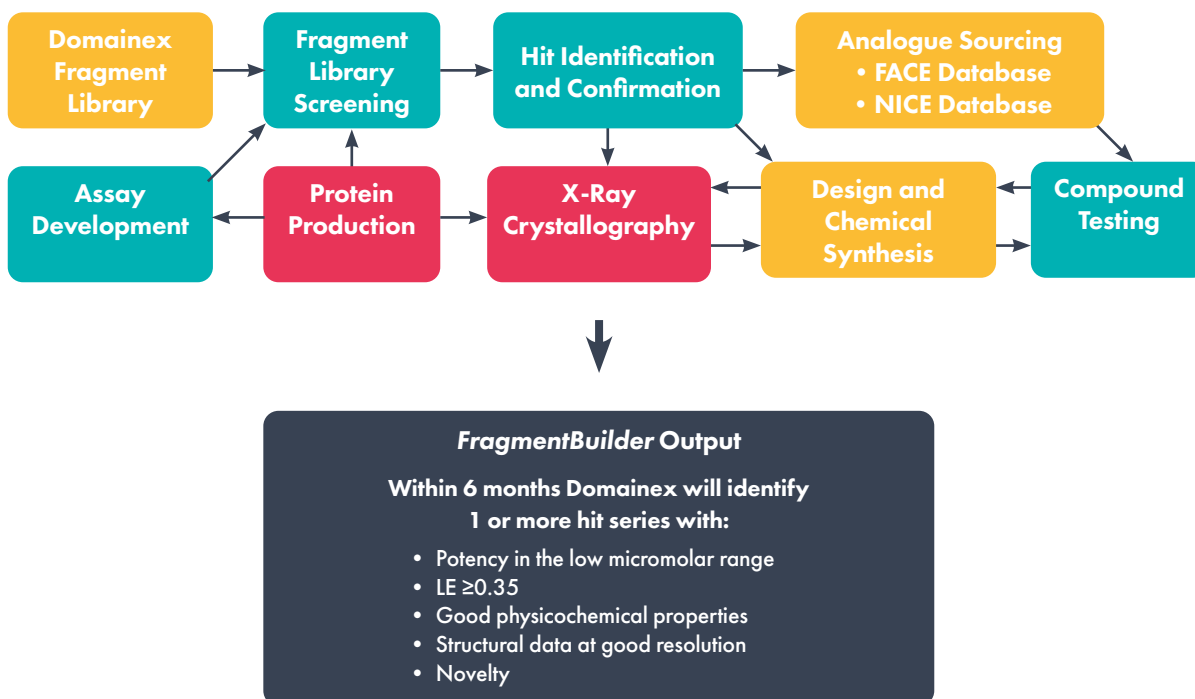 Domainex
Fragment
Library
Fragment
Library
Screening
Hit Identification
and Confirmation
Analogue Sourcing
• FACE Database
• NICE Database
Assay
Development
Protein
Production
X-Ray
Crystallography
Design and
Chemical
Synthesis
Compound
Testing
FragmentBuilder Output
Within 6 months Domainex will identify
1 or more hit series with:
• Potency in the low micromolar range
• LE ≥0.35
• Good physicochemical properties
• Structural data at good resolution
• Novelty